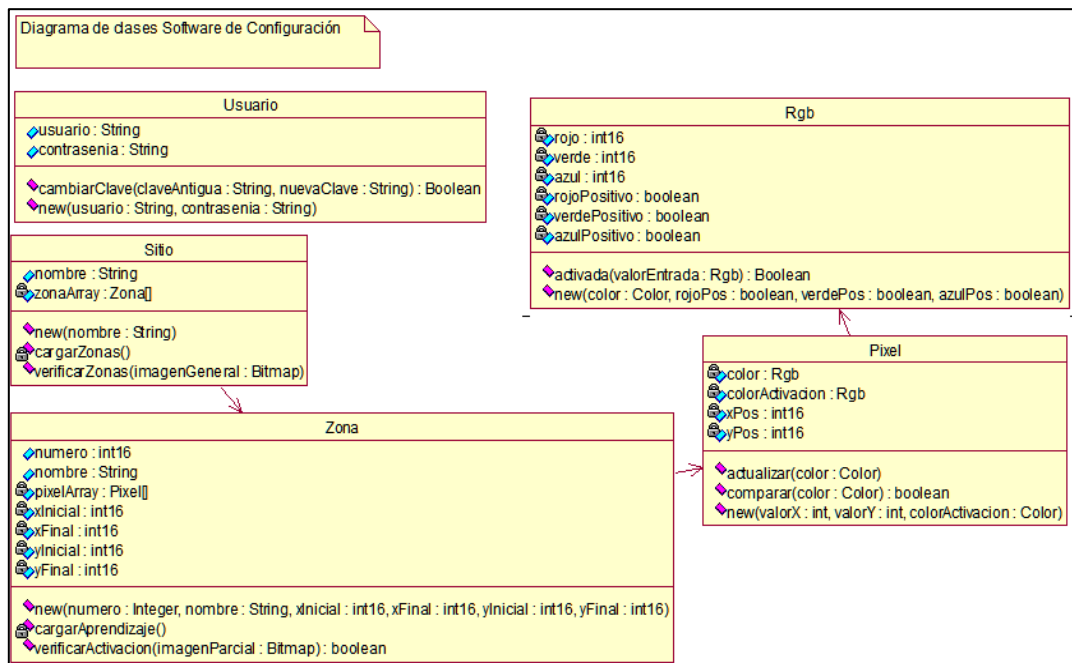 Diagrama de clases Software de Configuración
Usuario
usuario : String
contrasenia : String
cambiarClave(claveAntigua : String, nuevaClave : String) : Boolean
new(usuario : String, contrasenia : String)
Rgb
rojo : int16
verde : int16
azul : int16
rojoPositivo : boolean
verdePositivo : boolean
azulPositivo : boolean
activada(valorEntrada : Rgb) : Boolean
new(color : Color, rojoPos : boolean, verdePos : boolean, azulPos : boolean)
Sitio
nombre : String
zonaArray : Zona[]
new(nombre : String)
cargarZonas()
verificarZonas(imagenGeneral : Bitmap)
Pixel
color : Rgb
colorActivacion : Rgb
xPos : int16
yPos : int16
actualizar(color : Color)
comparar(color : Color) : boolean
new(valorX : int, valorY : int, colorActivacion : Color)
Zona
numero : int16
nombre : String
pixelArray : Pixel[]
xInicial : int16
xFinal : int16
yInicial : int16
yFinal : int16
new(numero : Integer, nombre : String, xInicial : int16, xFinal : int16, yInicial : int16, yFinal : int16)
cargarAprendizaje()
verificarActivacion(imagenParcial : Bitmap) : boolean